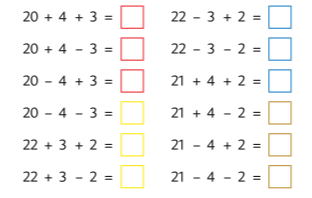 20 + 4 + 3 =
20 + 4 - 3 =
20 - 4 + 3 =
20 - 4 - 3 =
22 + 3 + 2 =
22 + 3 - 2 =
22 - 3 + 2 =
22 - 3 - 2 =
21 + 4 + 2 =
21 + 4 - 2 =
21 - 4 + 2 =
21 - 4 - 2 =